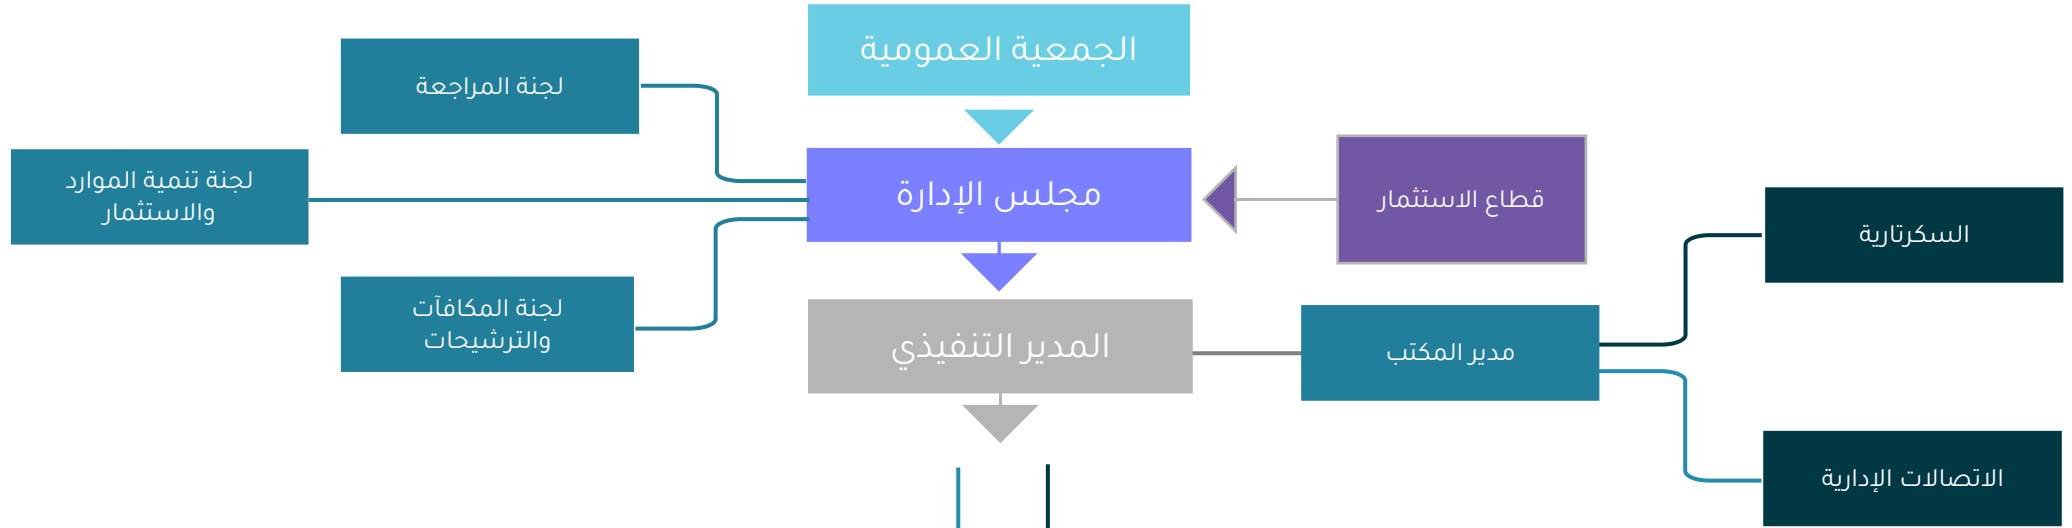 الجمعية العمومية
لجنة المراجعة
مجلس الإدارة
قطاع الاستثمار
لجنة تنمية الموارد
والاستثمار
السكرتارية
لجنة المكافآت
والترشيحات
المدير التنفيذي
مدير المكتب
الاتصالات الإدارية